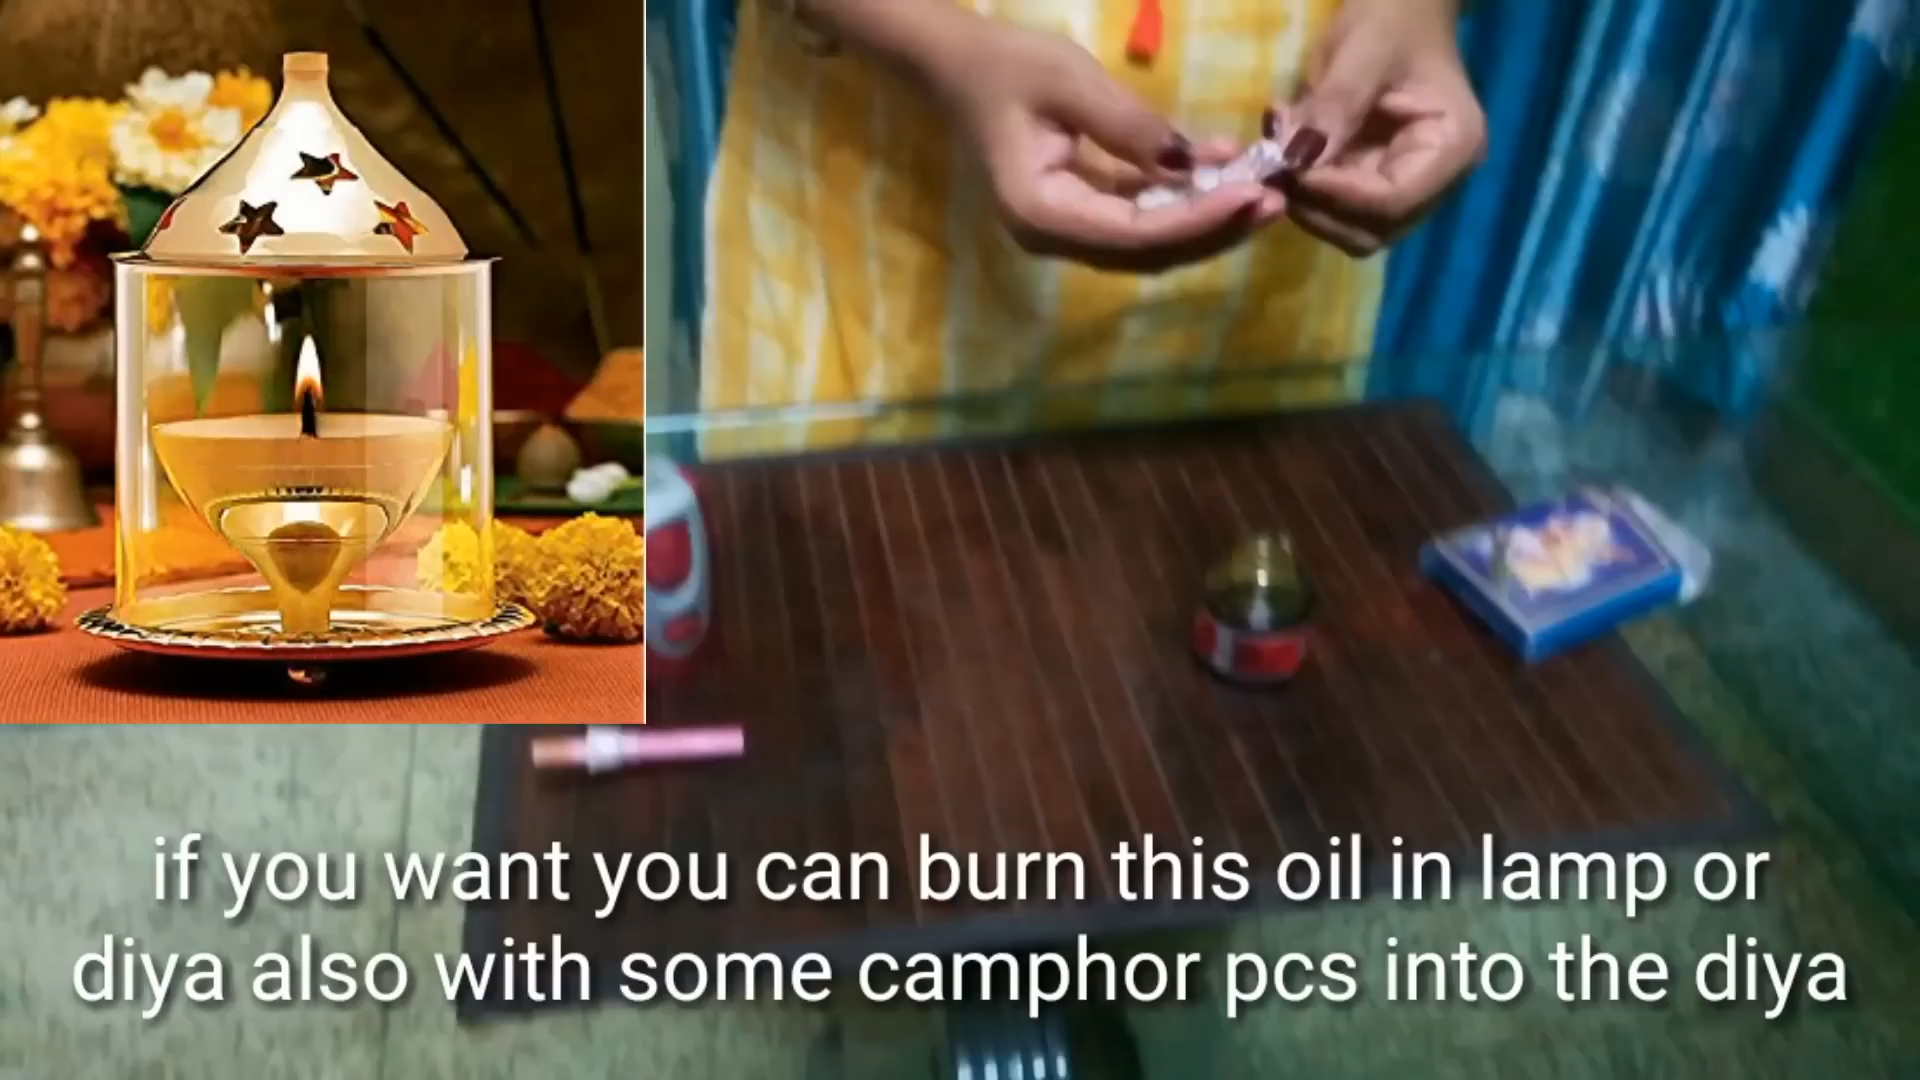 if you want you can burn this oil in lamp or
diya also with some camphor pcs into the diya